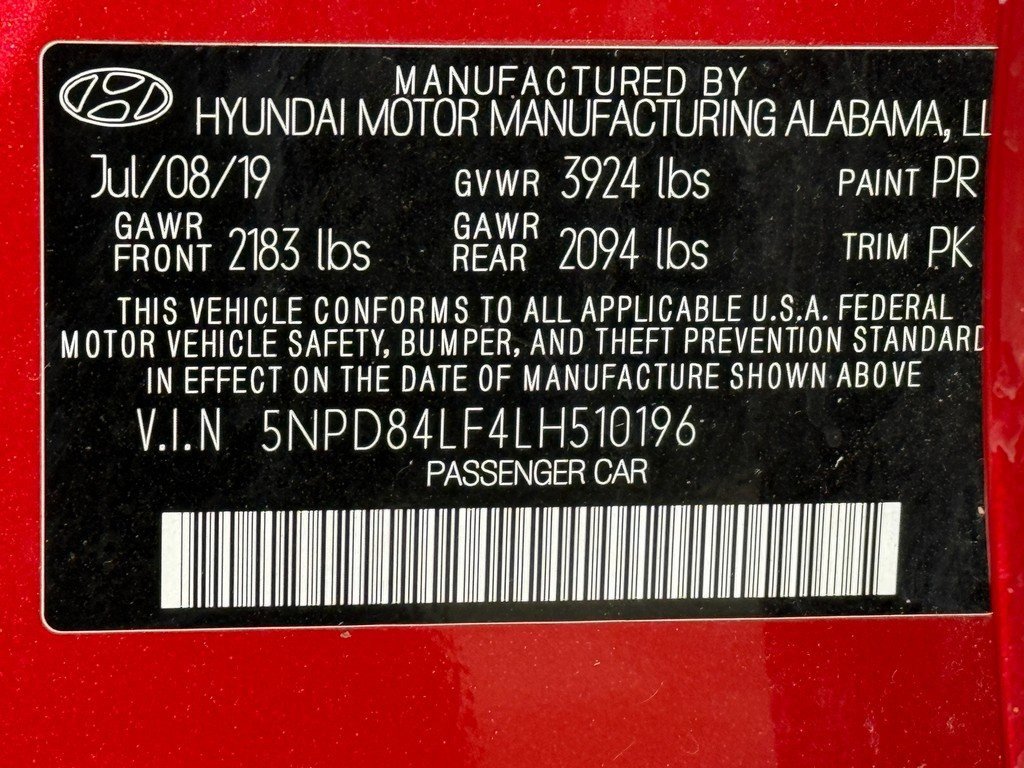 MANUFACTURED BY
HYUNDAI MOTOR MANUFACTURING ALABAMA, LL
Jul/08/19 GVWR 3924 lbs PAINT PR
GAWR FRONT 2183 lbs GAWR REAR 2094 lbs TRIM PK
THIS VEHICLE CONFORMS TO ALL APPLICABLE U.S.A. FEDERAL
MOTOR VEHICLE SAFETY, BUMPER, AND THEFT PREVENTION STANDARD
IN EFFECT ON THE DATE OF MANUFACTURE SHOWN ABOVE
V.I.N 5NPD84LF4LH510196
PASSENGER CAR